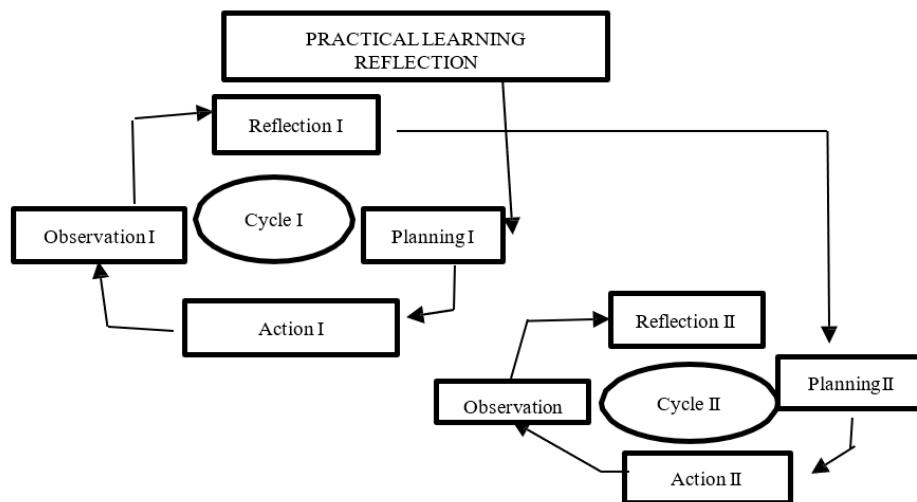 PRACTICAL LEARNING
REFLECTION
Reflection I
Cycle I
Observation I
Planning I
Action I
Reflection II
Planning II
Cycle II
Observation
Action II